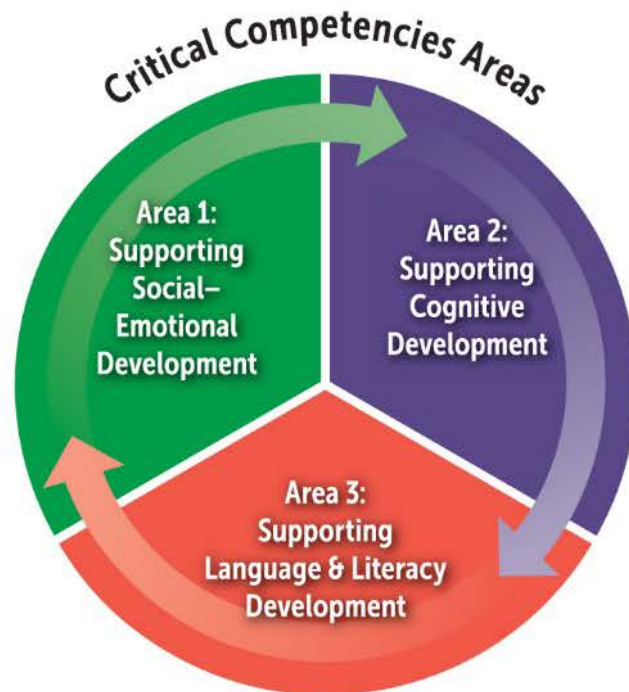 Critical Competencies Areas
Area 1:
Supporting
Social–
Emotional
Development
Area 2:
Supporting
Cognitive
Development
Area 3:
Supporting
Language & Literacy
Development